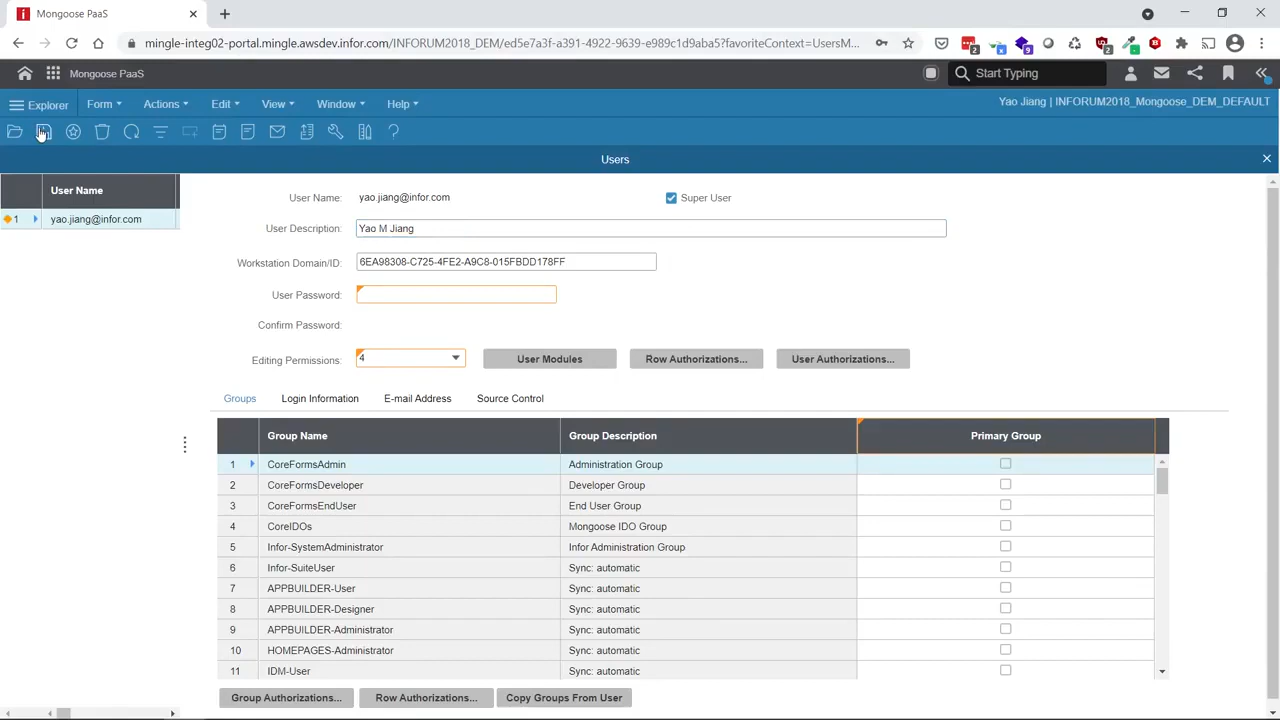 Mongoose PaaS
mingle-integ02-portal.mingle.awsdev.infor.com/INFORUM2018_DEM/ed5e7a3f-a391-4922-9639-e989c1d9aba5?favoriteContext=UsersM...
2
x
9
2
Mongoose PaaS
Start Typing
Explorer
Form
Actions
Edit
View
Window
Help
Yao Jiang | INFORUM2018_Mongoose_DEM_DEFAULT
Users
User Name
1 yao.jiang@infor.com
User Name: yao.jiang@infor.com
Super User
User Description: Yao M Jiang
Workstation Domain/ID: 6EA98308-C725-4FE2-A9C8-015FBDD178FF
User Password:
Confirm Password:
Editing Permissions: 4
User Modules
Row Authorizations...
User Authorizations...
Groups
Login Information
E-mail Address
Source Control
Group Name Group Description Primary Group
1 CoreFormsAdmin Administration Group
2 CoreFormsDeveloper Developer Group
3 CoreFormsEndUser End User Group
4 CoreIDOs Mongoose IDO Group
5 Infor-SystemAdministrator Infor Administration Group
6 Infor-SuiteUser Sync: automatic
7 APPBUILDER-User Sync: automatic
8 APPBUILDER-Designer Sync: automatic
9 APPBUILDER-Administrator Sync: automatic
10 HOMEPAGES-Administrator Sync: automatic
11 IDM-User Sync: automatic
Group Authorizations...
Row Authorizations...
Copy Groups From User